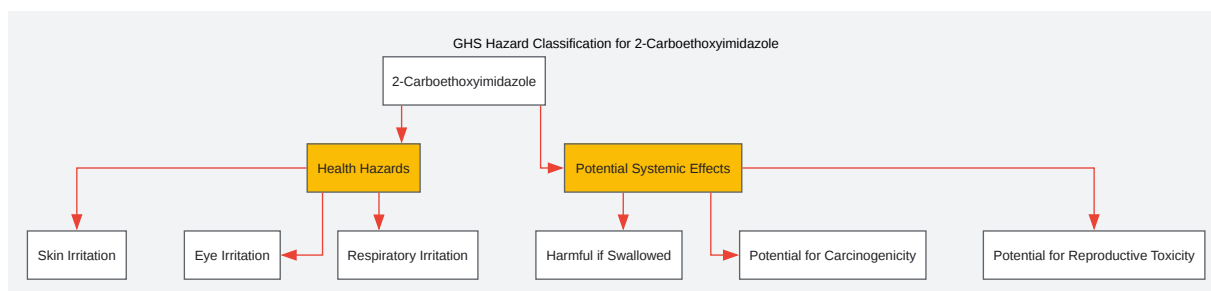 GHS Hazard Classification for 2-Carboethoxyimidazole
2-Carboethoxyimidazole
Health Hazards
Potential Systemic Effects
Skin Irritation
Eye Irritation
Respiratory Irritation
Harmful if Swallowed
Potential for Carcinogenicity
Potential for Reproductive Toxicity